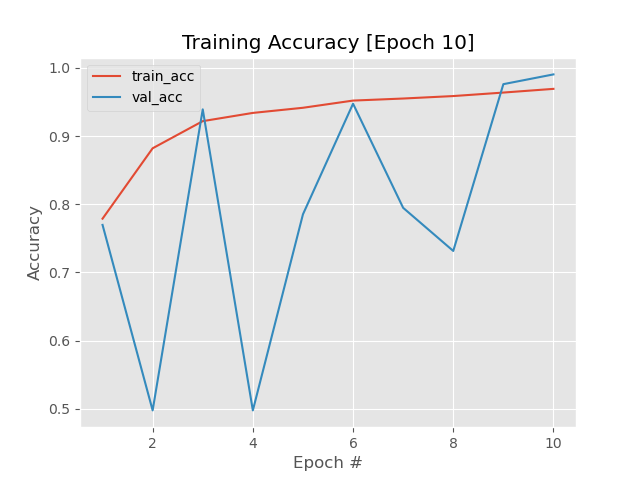 Training Accuracy [Epoch 10]
train_acc
val_acc
1.0
0.9
0.8
0.7
0.6
0.5
Accuracy
2 4 6 8 10
Epoch #